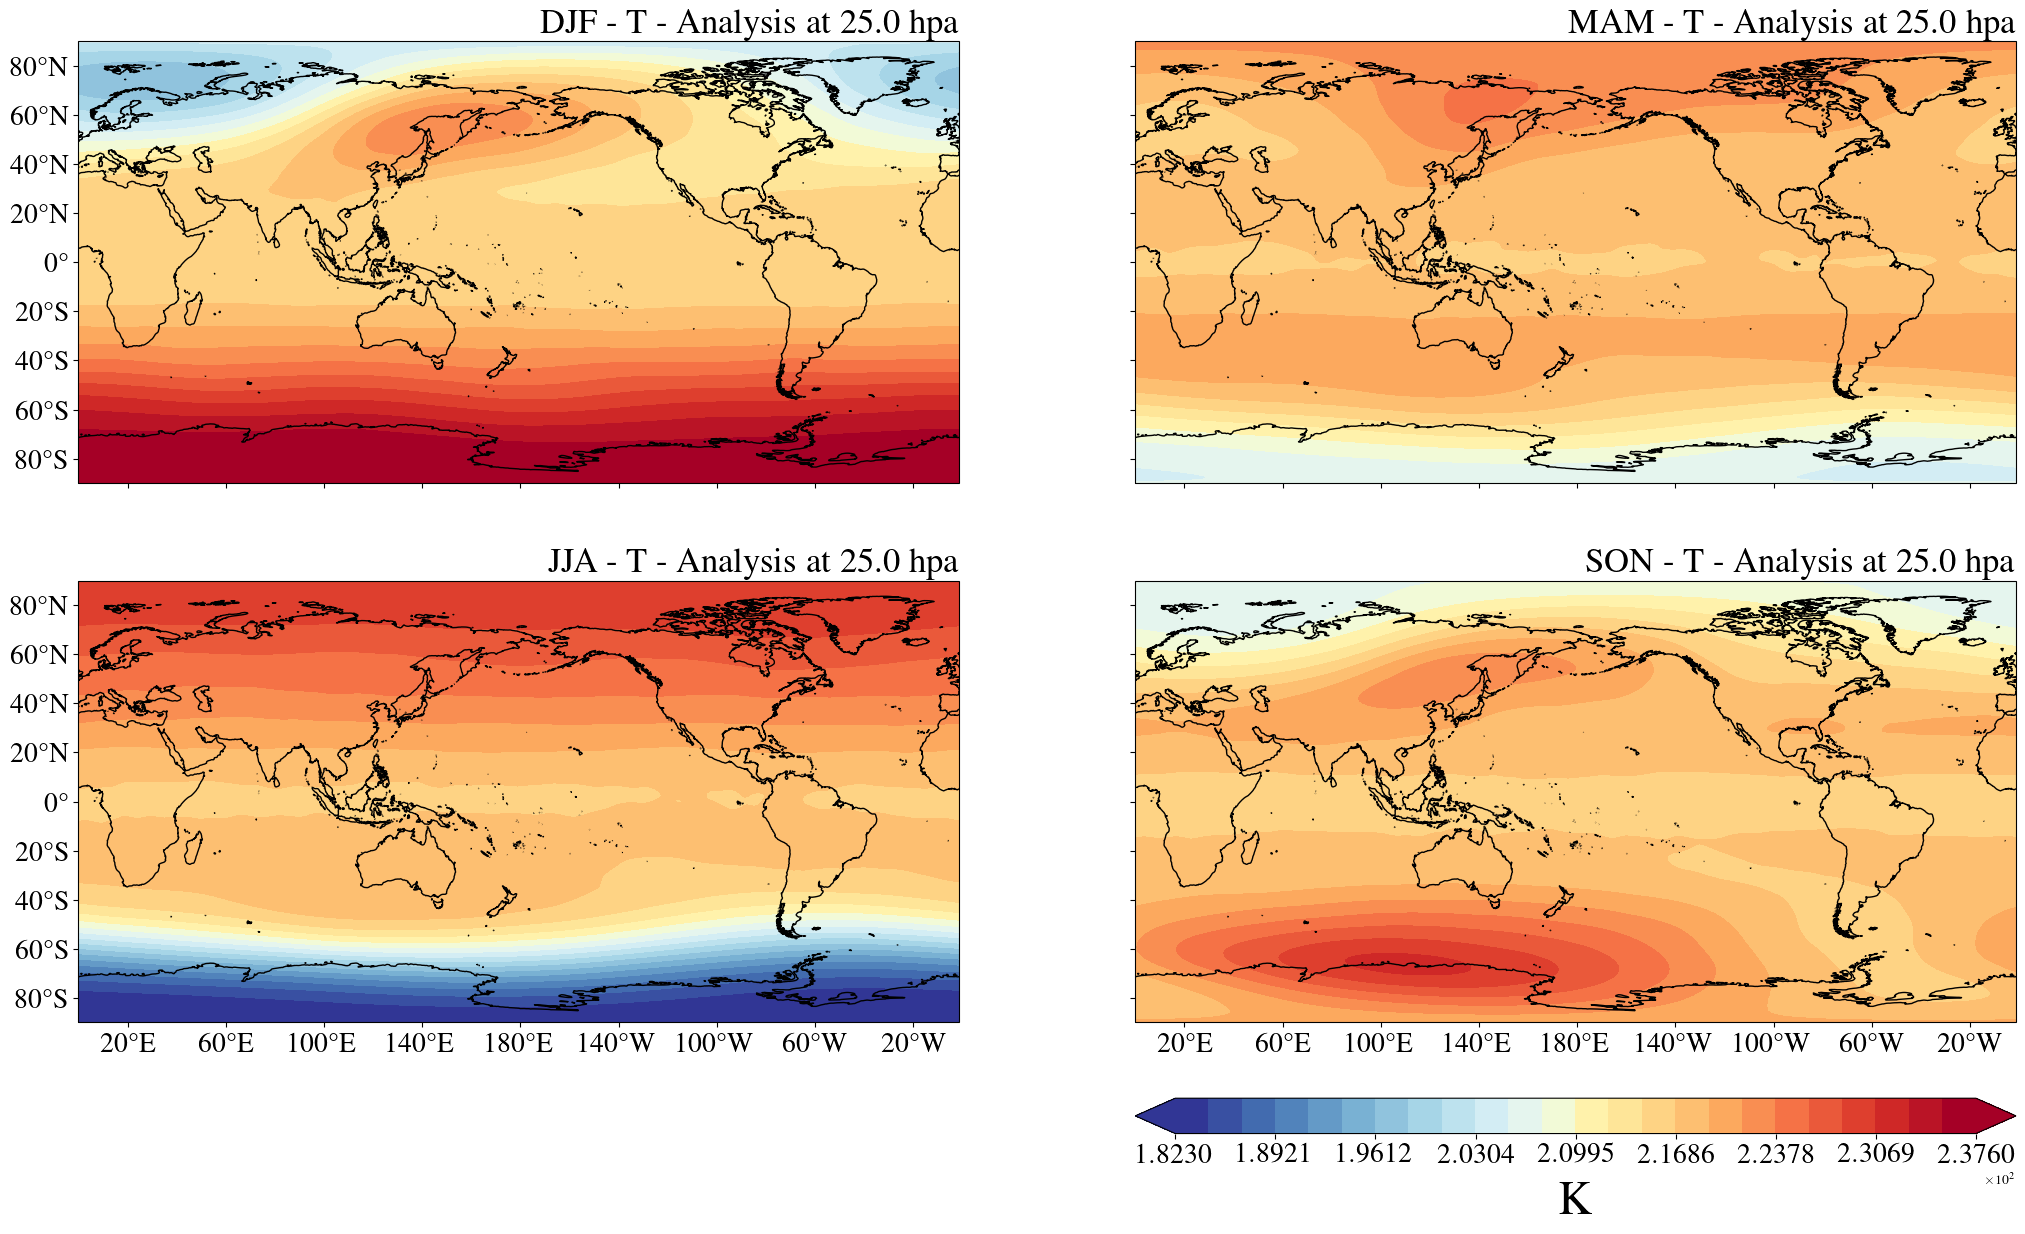 DJF - T - Analysis at 25.0 hpa
MAM - T - Analysis at 25.0 hpa
80°N
60°N
40°N
20°N
0°
20°S
40°S
60°S
80°S
JJA - T - Analysis at 25.0 hpa
SON - T - Analysis at 25.0 hpa
80°N
60°N
40°N
20°N
0°
20°S
40°S
60°S
80°S
20°E 60°E 100°E 140°E 180°E 140°W 100°W 60°W 20°W
20°E 60°E 100°E 140°E 180°E 140°W 100°W 60°W 20°W
1.8230 1.8921 1.9612 2.0304 2.0995 2.1686 2.2378 2.3069 2.3760
×10²
K